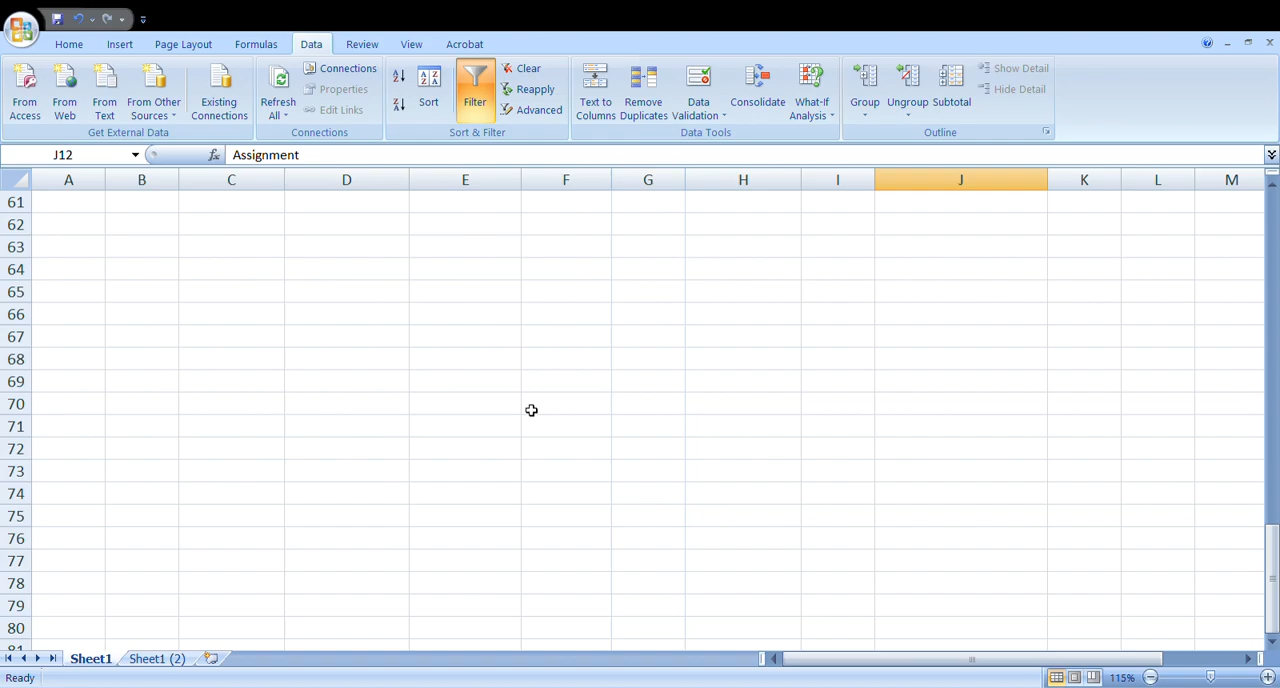 Home Insert Page Layout Formulas Data Review View Acrobat
From Access
From Web
From Text
From Other Sources
Existing Connections
Get External Data
Refresh All
Connections
Properties
Edit Links
Connections
Sort
Filter
Clear
Reapply
Advanced
Sort & Filter
Text to Columns
Remove Duplicates
Data Validation
Consolidate
What-If Analysis
Data Tools
Group
Ungroup
Subtotal
Show Detail
Hide Detail
Outline
J12 fx Assignment
A B C D E F G H I J K L M
61
62
63
64
65
66
67
68
69
70
71
72
73
74
75
76
77
78
79
80
81
Sheet1 Sheet1 (2)
Ready 115%